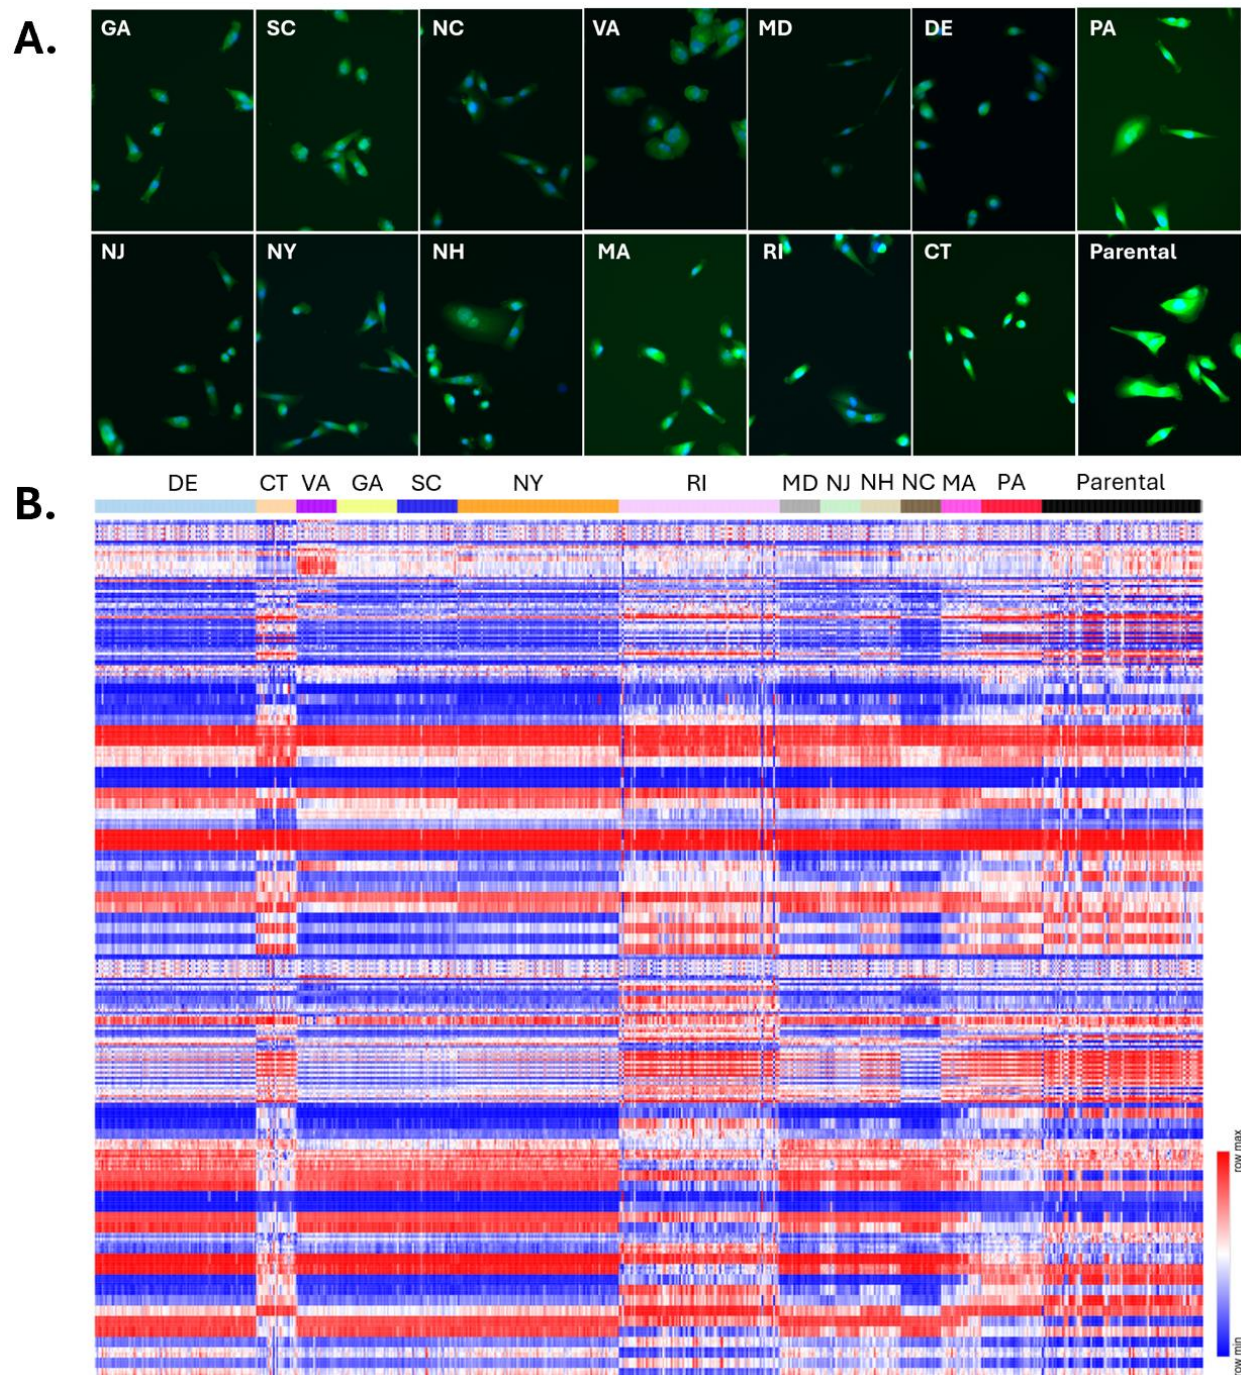 A.
GA SC NC VA MD DE PA
NJ NY NH MA RI CT Parental
B.
DE CT VA GA SC NY RI MD NJ NH NC MA PA Parental
row max
row min